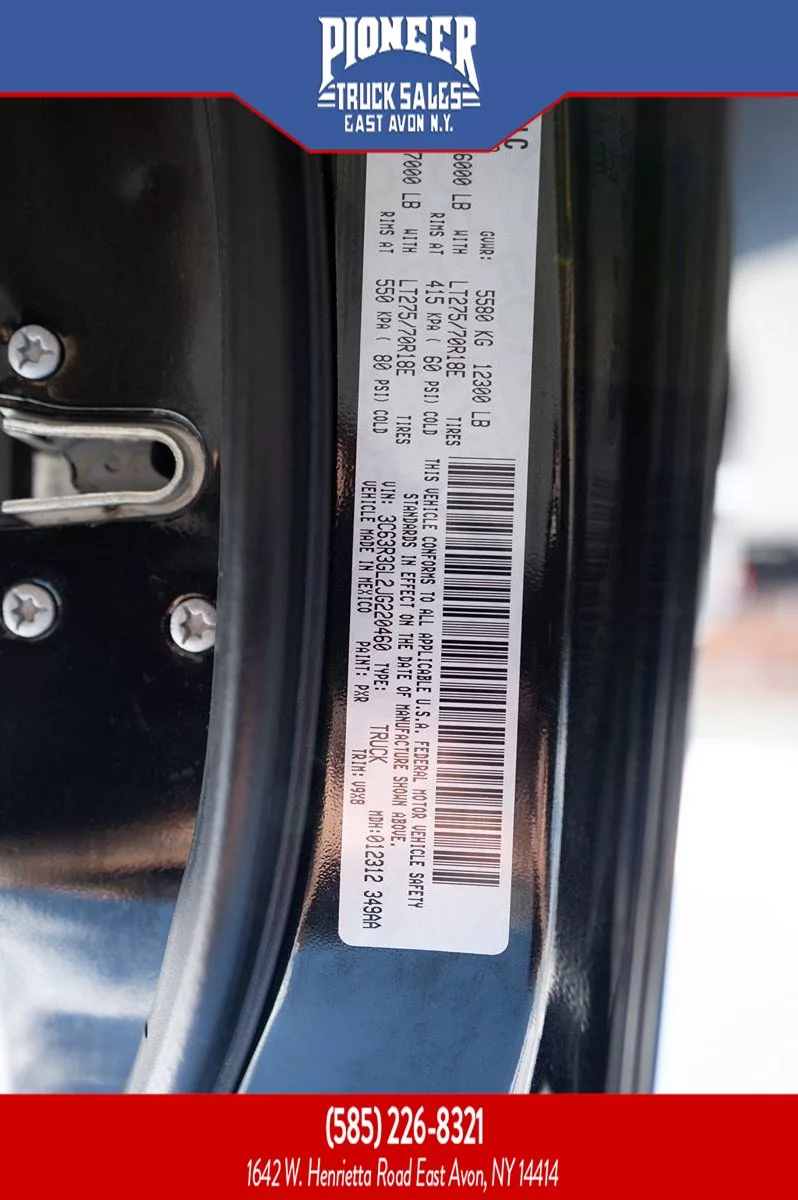 PIONEER
TRUCK SALES
EAST AVON N.Y.
LC
GVWR: 5580 KG 12300 LB
6000 LB WITH LT275/70R18E TIRES
RIMS AT 415 KPA ( 60 PSI) COLD
7000 LB WITH LT275/70R18E TIRES
RIMS AT 550 KPA ( 80 PSI) COLD
THIS VEHICLE CONFORMS TO ALL APPLICABLE U.S.A. FEDERAL MOTOR VEHICLE SAFETY
STANDARDS IN EFFECT ON THE DATE OF MANUFACTURE SHOWN ABOVE.
VIN: 3C63R3GL2JG220460 TYPE: TRUCK MDH:012312 349AA
VEHICLE MADE IN MEXICO PAINT: PXR TRIM: V9X8
(585) 226-8321
1642 W. Henrietta Road East Avon, NY 14414